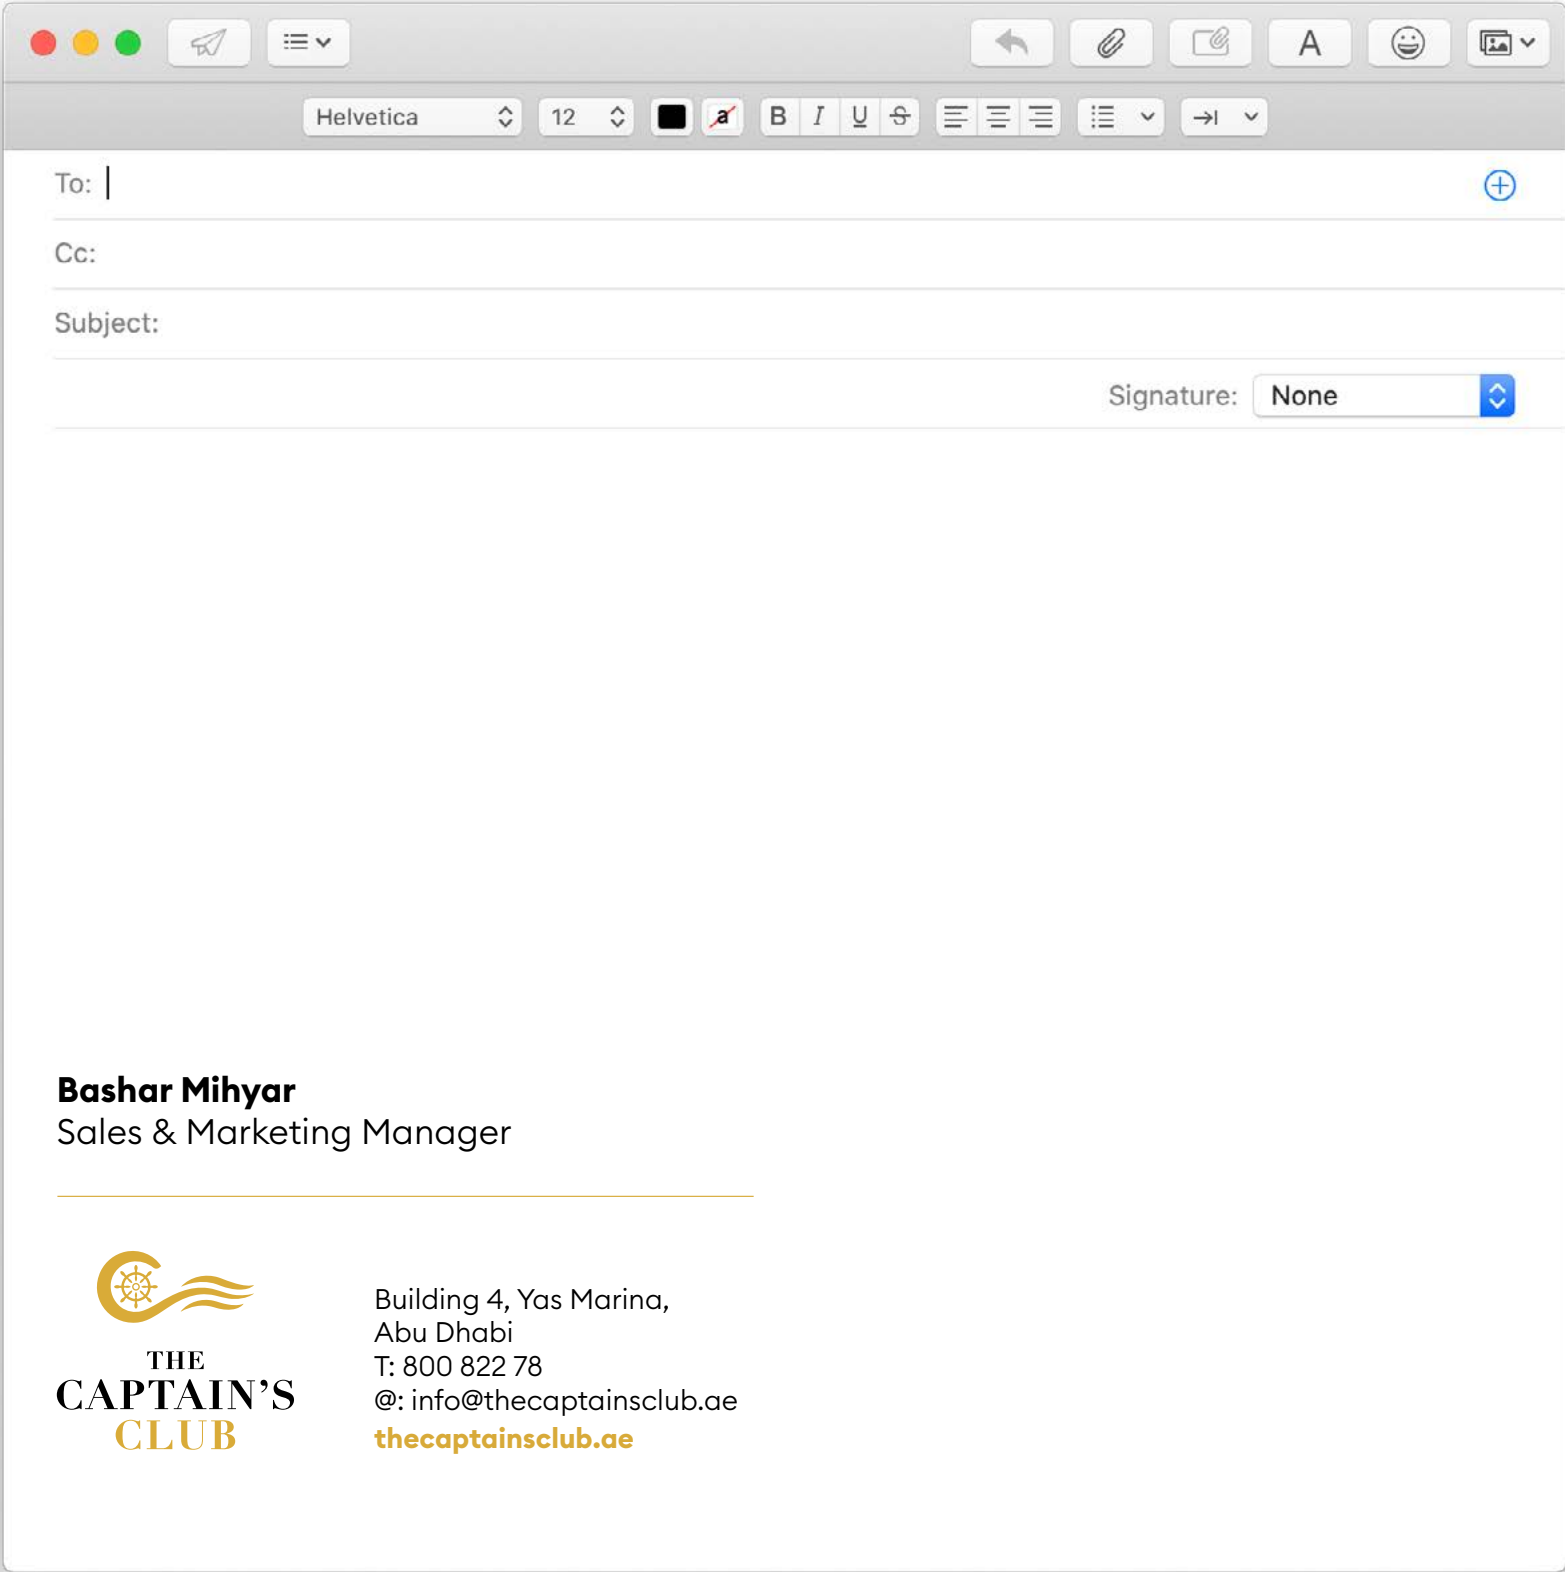 A
Helvetica 12 a B I U S
To:
Cc:
Subject:
Signature: None
Bashar Mihyar
Sales & Marketing Manager
THE
CAPTAIN'S
CLUB
Building 4, Yas Marina,
Abu Dhabi
T: 800 822 78
@: info@thecaptainsclub.ae
thecaptainsclub.ae